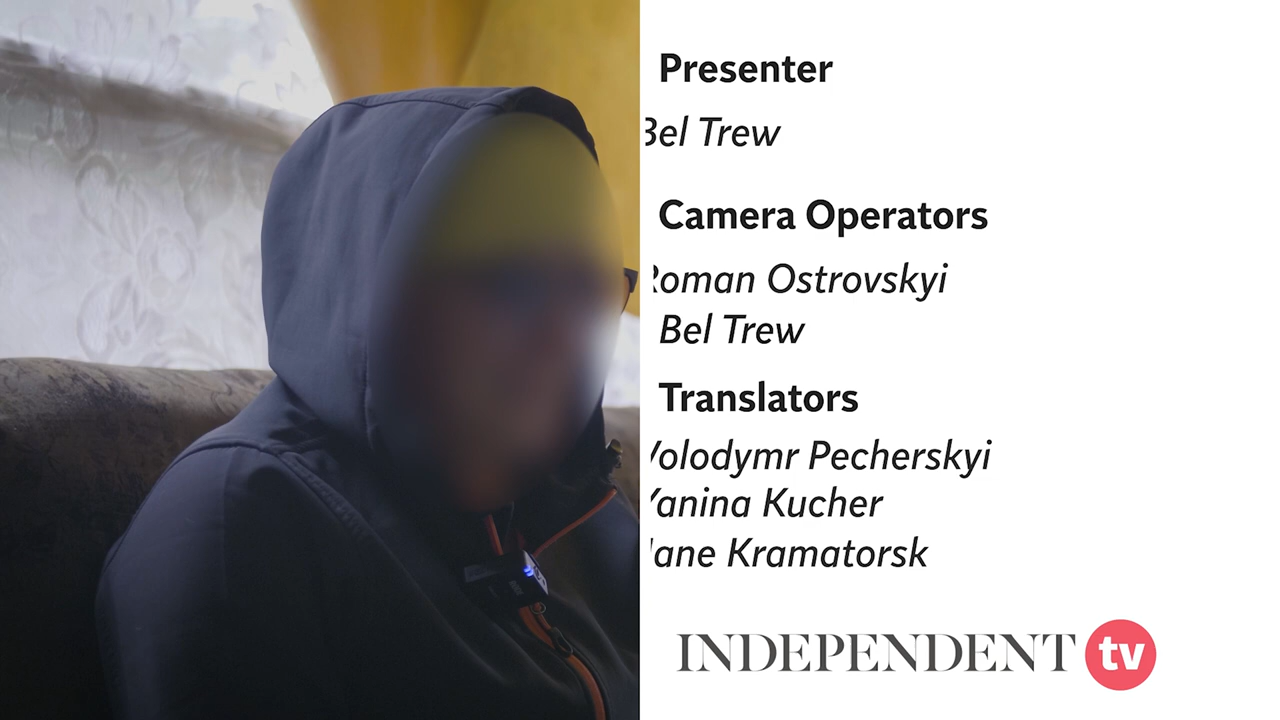 Presenter
Bel Trew
Camera Operators
Roman Ostrovskyi
Bel Trew
Translators
Volodymr Pecherskyi
Yanina Kucher
Jane Kramatorsk
INDEPENDENT tv